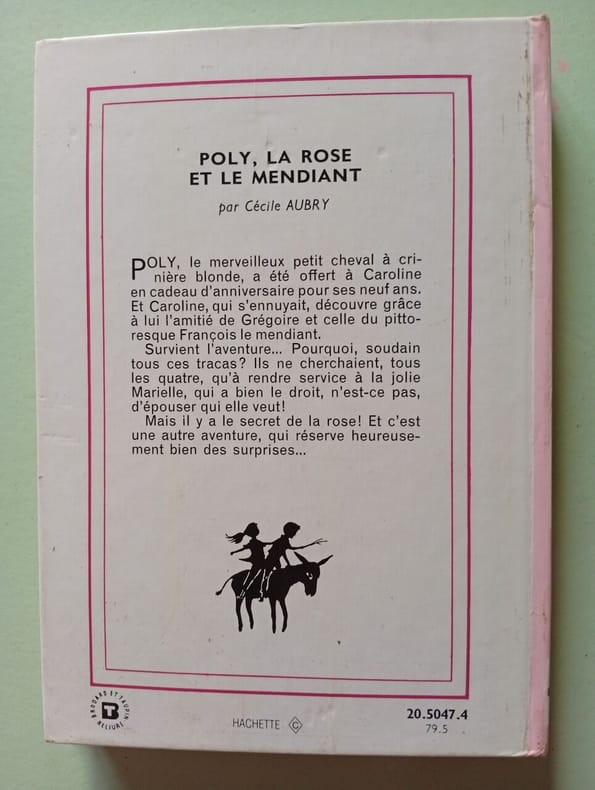 POLY, LA ROSE
ET LE MENDIANT
par Cécile AUBRY
POLY, le merveilleux petit cheval à cri-
nière blonde, a été offert à Caroline
en cadeau d'anniversaire pour ses neuf ans.
Et Caroline, qui s'ennuyait, découvre grâce
à lui l'amitié de Grégoire et celle du pitto-
resque François le mendiant.
Survient l'aventure... Pourquoi, soudain
tous ces tracas? Ils ne cherchaient, tous
les quatre, qu'à rendre service à la jolie
Marielle, qui a bien le droit, n'est-ce pas,
d'épouser qui elle veut!
Mais il y a le secret de la rose! Et c'est
une autre aventure, qui réserve heureuse-
ment bien des surprises...
BRODARD ET TAUPIN
RELIURE
HACHETTE C
20.5047.4
79.5